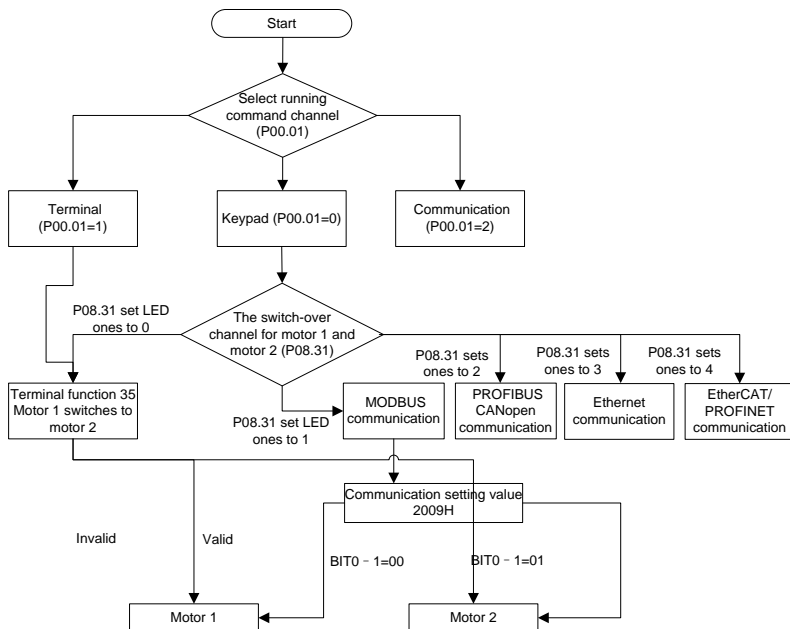 Start
Select running
command channel
(P00.01)
Terminal
(P00.01=1)
Keypad (P00.01=0)
Communication
(P00.01=2)
P08.31 set LED
ones to 0
The switch-over
channel for motor 1 and
motor 2 (P08.31)
P08.31 sets
ones to 2
P08.31 sets
ones to 3
P08.31 sets
ones to 4
Terminal function 35
Motor 1 switches to
motor 2
P08.31 set LED
ones to 1
MODBUS
communication
PROFIBUS
CANopen
communication
Ethernet
communication
EtherCAT/
PROFINET
communication
Communication setting value
2009H
Invalid
Valid
BIT0﹣1=00
BIT0﹣1=01
Motor 1
Motor 2